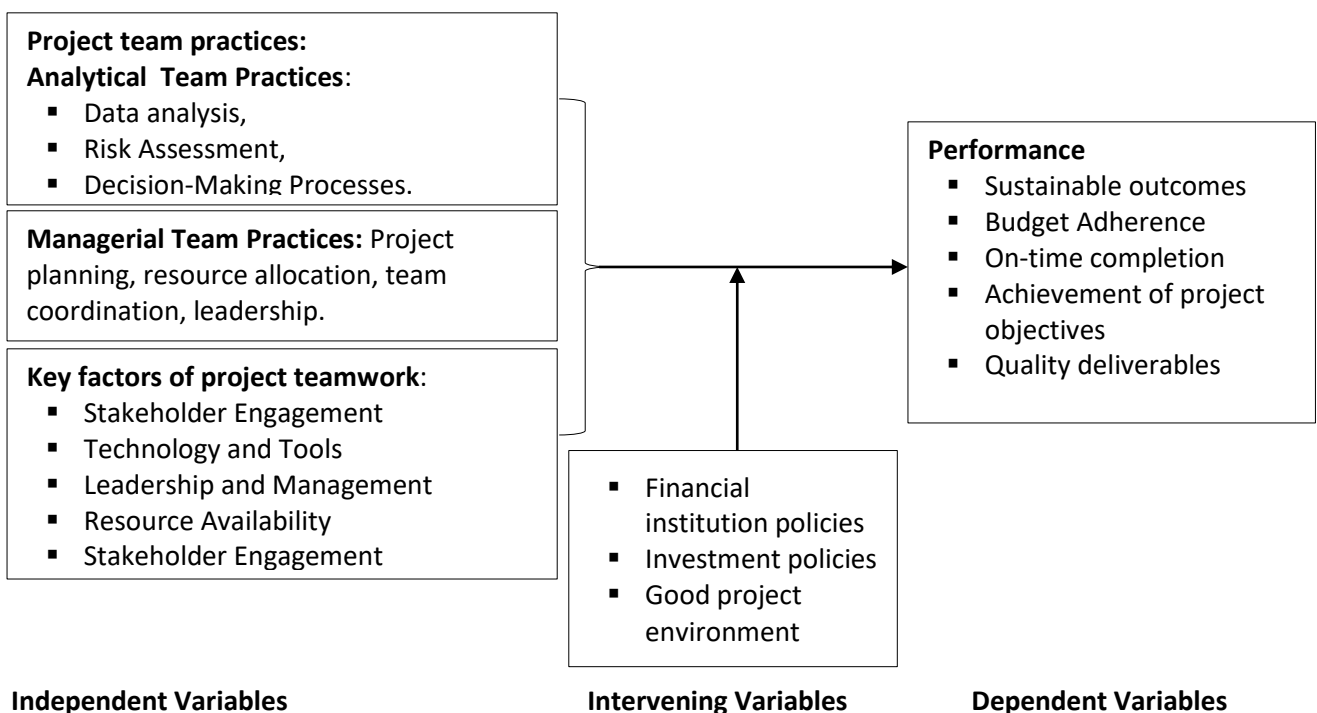 Project team practices:
Analytical  Team Practices:
▪ Data analysis,
▪ Risk Assessment,
▪ Decision-Making Processes.
Managerial Team Practices: Project
planning, resource allocation, team
coordination, leadership.
Key factors of project teamwork:
▪ Stakeholder Engagement
▪ Technology and Tools
▪ Leadership and Management
▪ Resource Availability
▪ Stakeholder Engagement
▪ Financial
institution policies
▪ Investment policies
▪ Good project
environment
Performance
▪ Sustainable outcomes
▪ Budget Adherence
▪ On-time completion
▪ Achievement of project
objectives
▪ Quality deliverables
Independent Variables
Intervening Variables
Dependent Variables